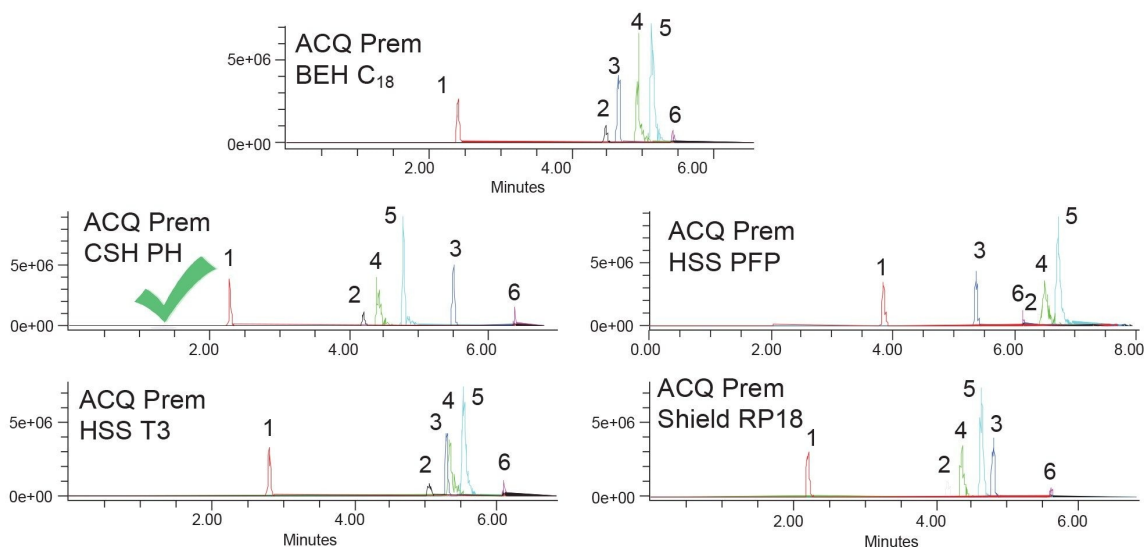 ACQ Prem
BEH C₁₈
5e+06
0e+00
1
2
3
4
5
6
2.00 4.00 6.00
Minutes
ACQ Prem
CSH PH
5e+06
0e+00
1
2
4
5
3
6
2.00 4.00 6.00
ACQ Prem
HSS PFP
5e+06
0e+00
1
3
6
2
4
5
0.00 2.00 4.00 6.00 8.00
ACQ Prem
HSS T3
5e+06
0e+00
1
2
3
4
5
6
2.00 4.00 6.00
Minutes
ACQ Prem
Shield RP18
5e+06
0e+00
1
2
4
5
3
6
2.00 4.00 6.00
Minutes